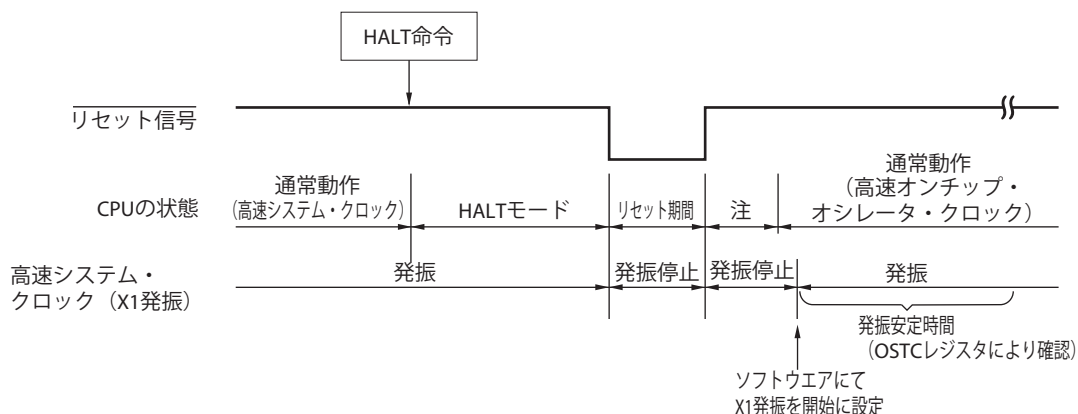 HALT命令
リセット信号
CPUの状態
通常動作
(高速システム・クロック)
HALTモード
リセット期間
注
通常動作
(高速オンチップ・
オシレータ・クロック)
高速システム・
クロック（X1発振）
発振
発振停止
発振停止
発振
発振安定時間
（OSTCレジスタにより確認）
ソフトウエアにて
X1発振を開始に設定